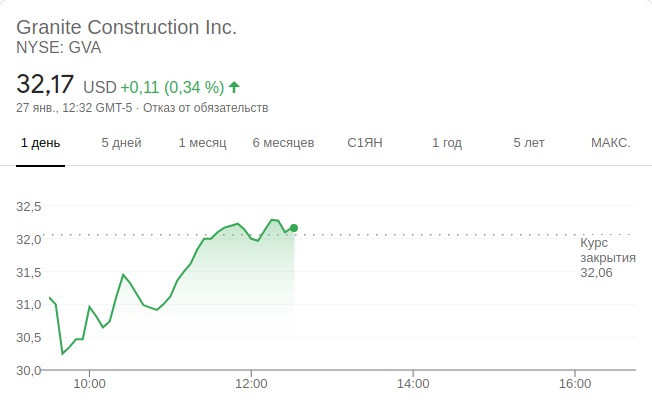 Granite Construction Inc.
NYSE: GVA
32,17 USD +0,11 (0,34 %)
27 янв., 12:32 GMT-5 · Отказ от обязательств
1 день 5 дней 1 месяц 6 месяцев С1ЯН 1 год 5 лет МАКС.
32,5
32,0
31,5
31,0
30,5
30,0
Курс
закрытия
32,06
10:00 12:00 14:00 16:00